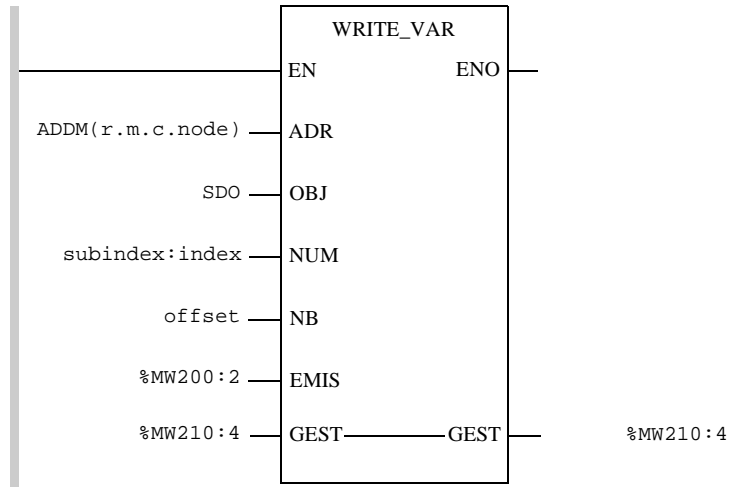 WRITE_VAR
EN ENO
ADDM(r.m.c.node) ADR
SDO OBJ
subindex:index NUM
offset NB
%MW200:2 EMIS
%MW210:4 GEST GEST %MW210:4